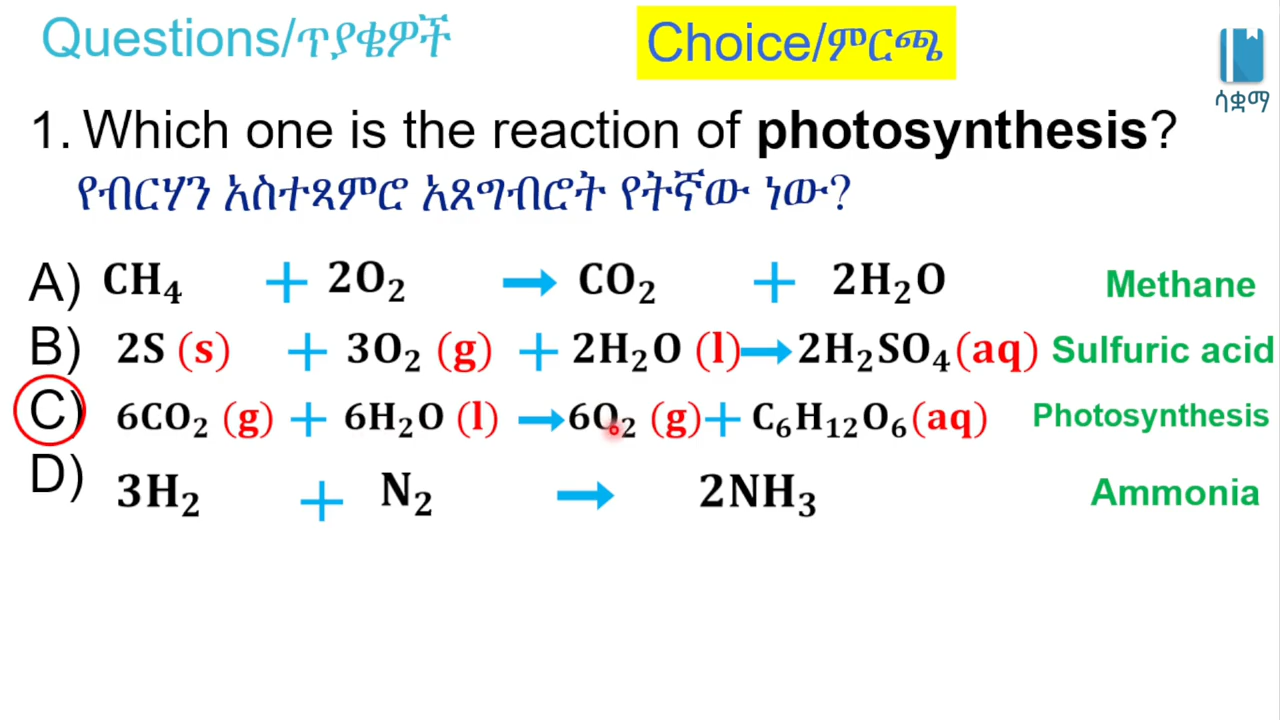 Questions/ጥያቄዎች
Choice/ምርጫ
ሳቋማ
1. Which one is the reaction of photosynthesis?
የብርሃን አስተጻምሮ አጸግብሮት የትኛው ነው?
A) CH₄ + 2O₂ → CO₂ + 2H₂O Methane
B) 2S (s) + 3O₂ (g) + 2H₂O (l) → 2H₂SO₄ (aq) Sulfuric acid
C) 6CO₂ (g) + 6H₂O (l) → 6O₂ (g) + C₆H₁₂O₆ (aq) Photosynthesis
D) 3H₂ + N₂ → 2NH₃ Ammonia